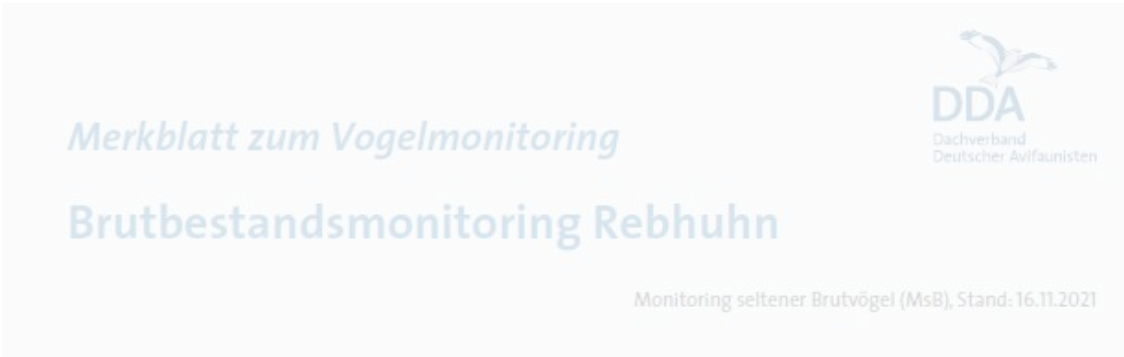 DDA
Dachverband
Deutscher Avifaunisten
Merkblatt zum Vogelmonitoring
Brutbestandsmonitoring Rebhuhn
Monitoring seltener Brutvögel (MsB), Stand: 16.11.2021